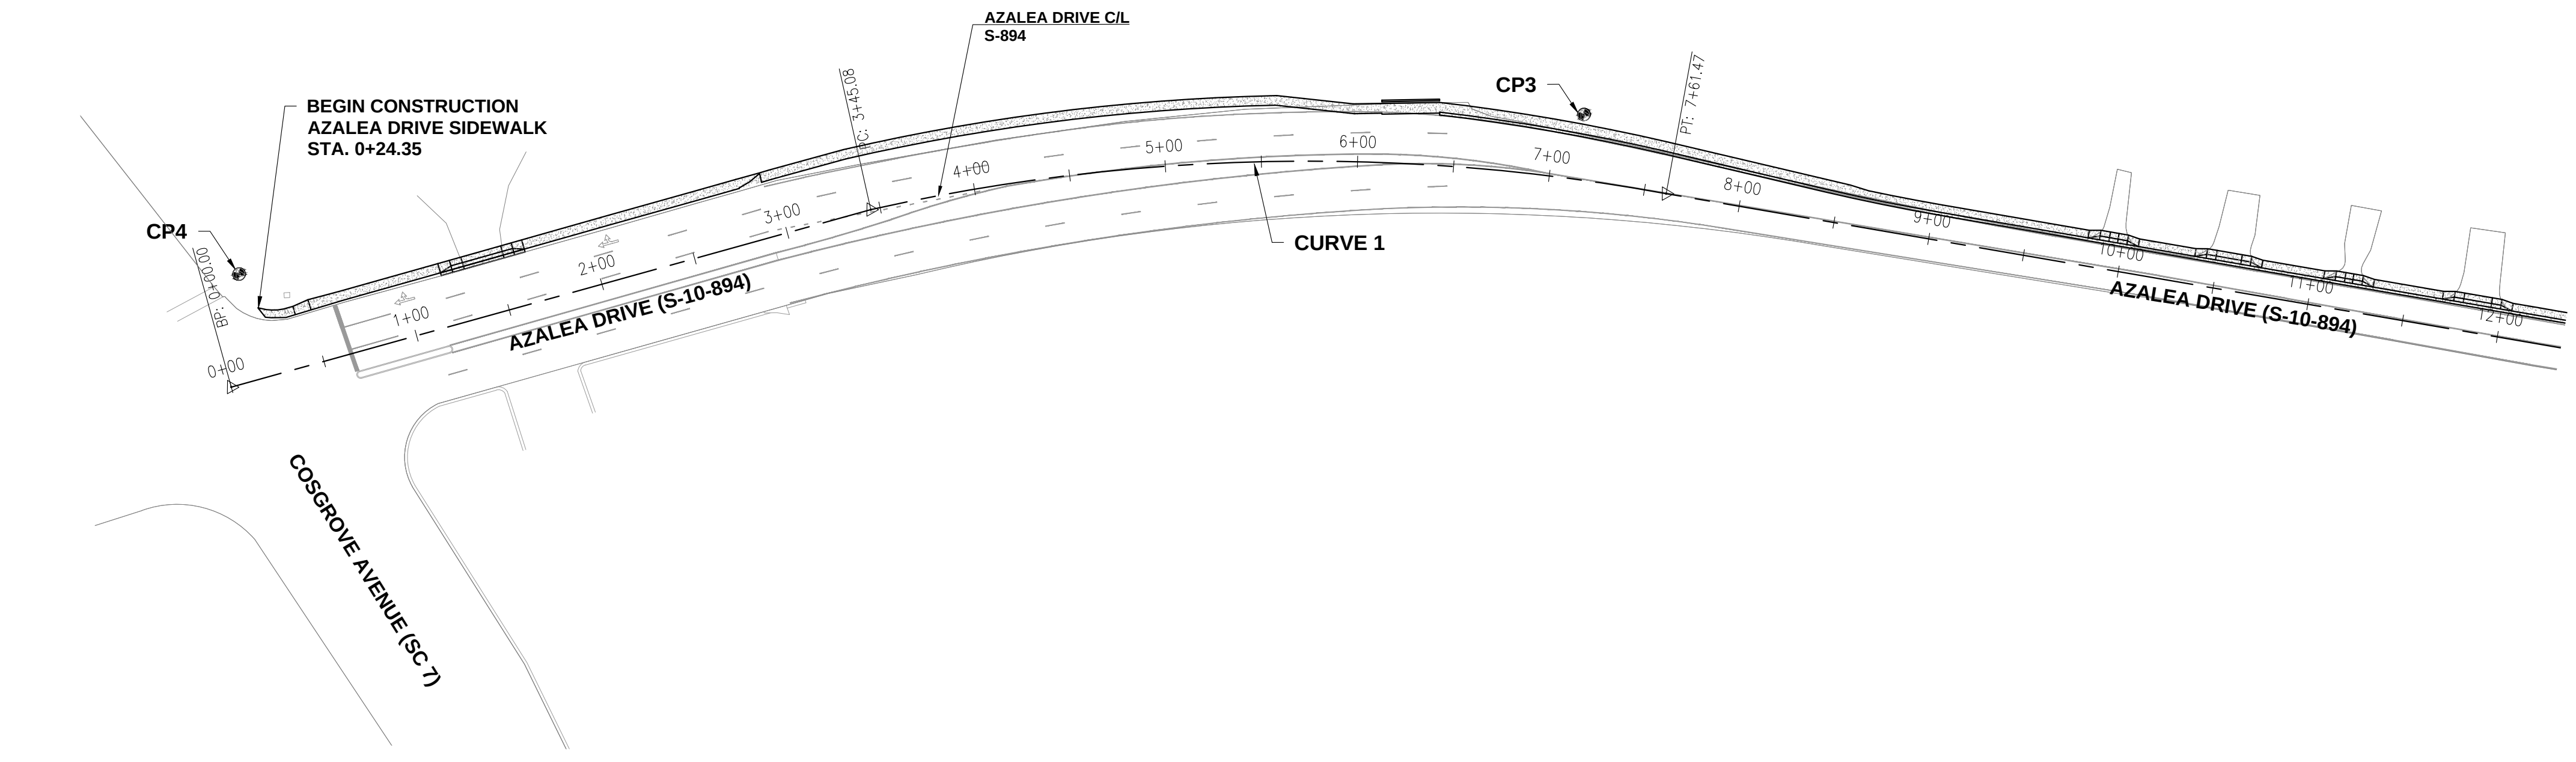 AZALEA DRIVE C/L
S-894
BEGIN CONSTRUCTION
AZALEA DRIVE SIDEWALK
STA. 0+24.35
CP4
BP: 0+00.00
PC: 3+45.08
CP3
PT: 7+61.47
0+00
1+00
2+00
3+00
4+00
5+00
6+00
7+00
8+00
9+00
10+00
11+00
12+00
CURVE 1
AZALEA DRIVE (S-10-894)
AZALEA DRIVE (S-10-894)
COSGROVE AVENUE (SC 7)